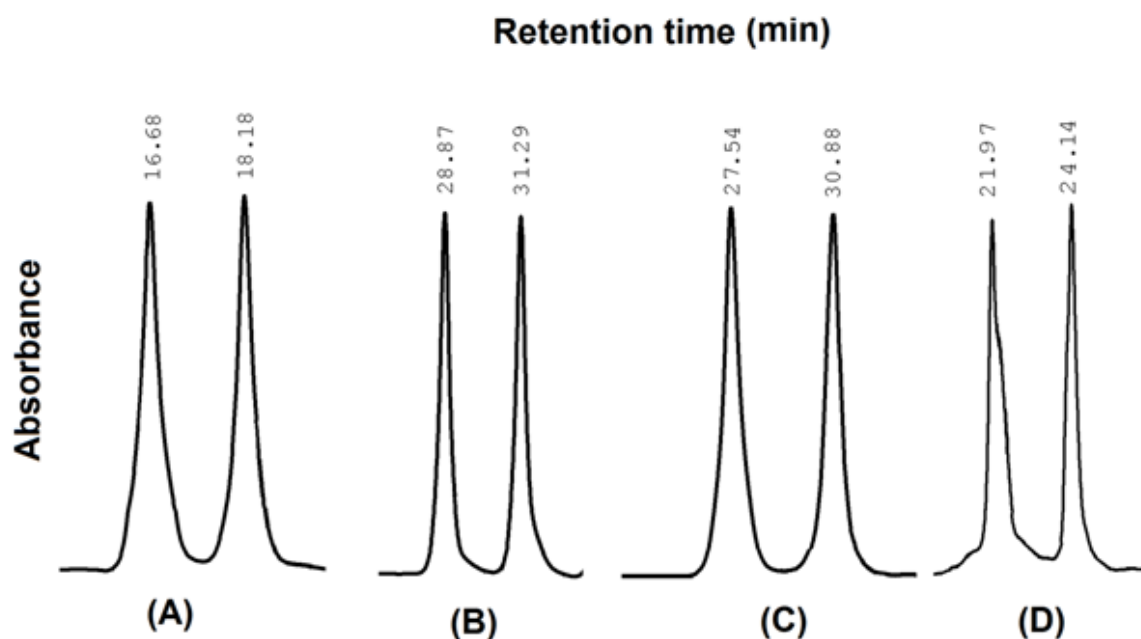 Retention time (min)
16.68
18.18
28.87
31.29
27.54
30.88
21.97
24.14
Absorbance
(A)
(B)
(C)
(D)